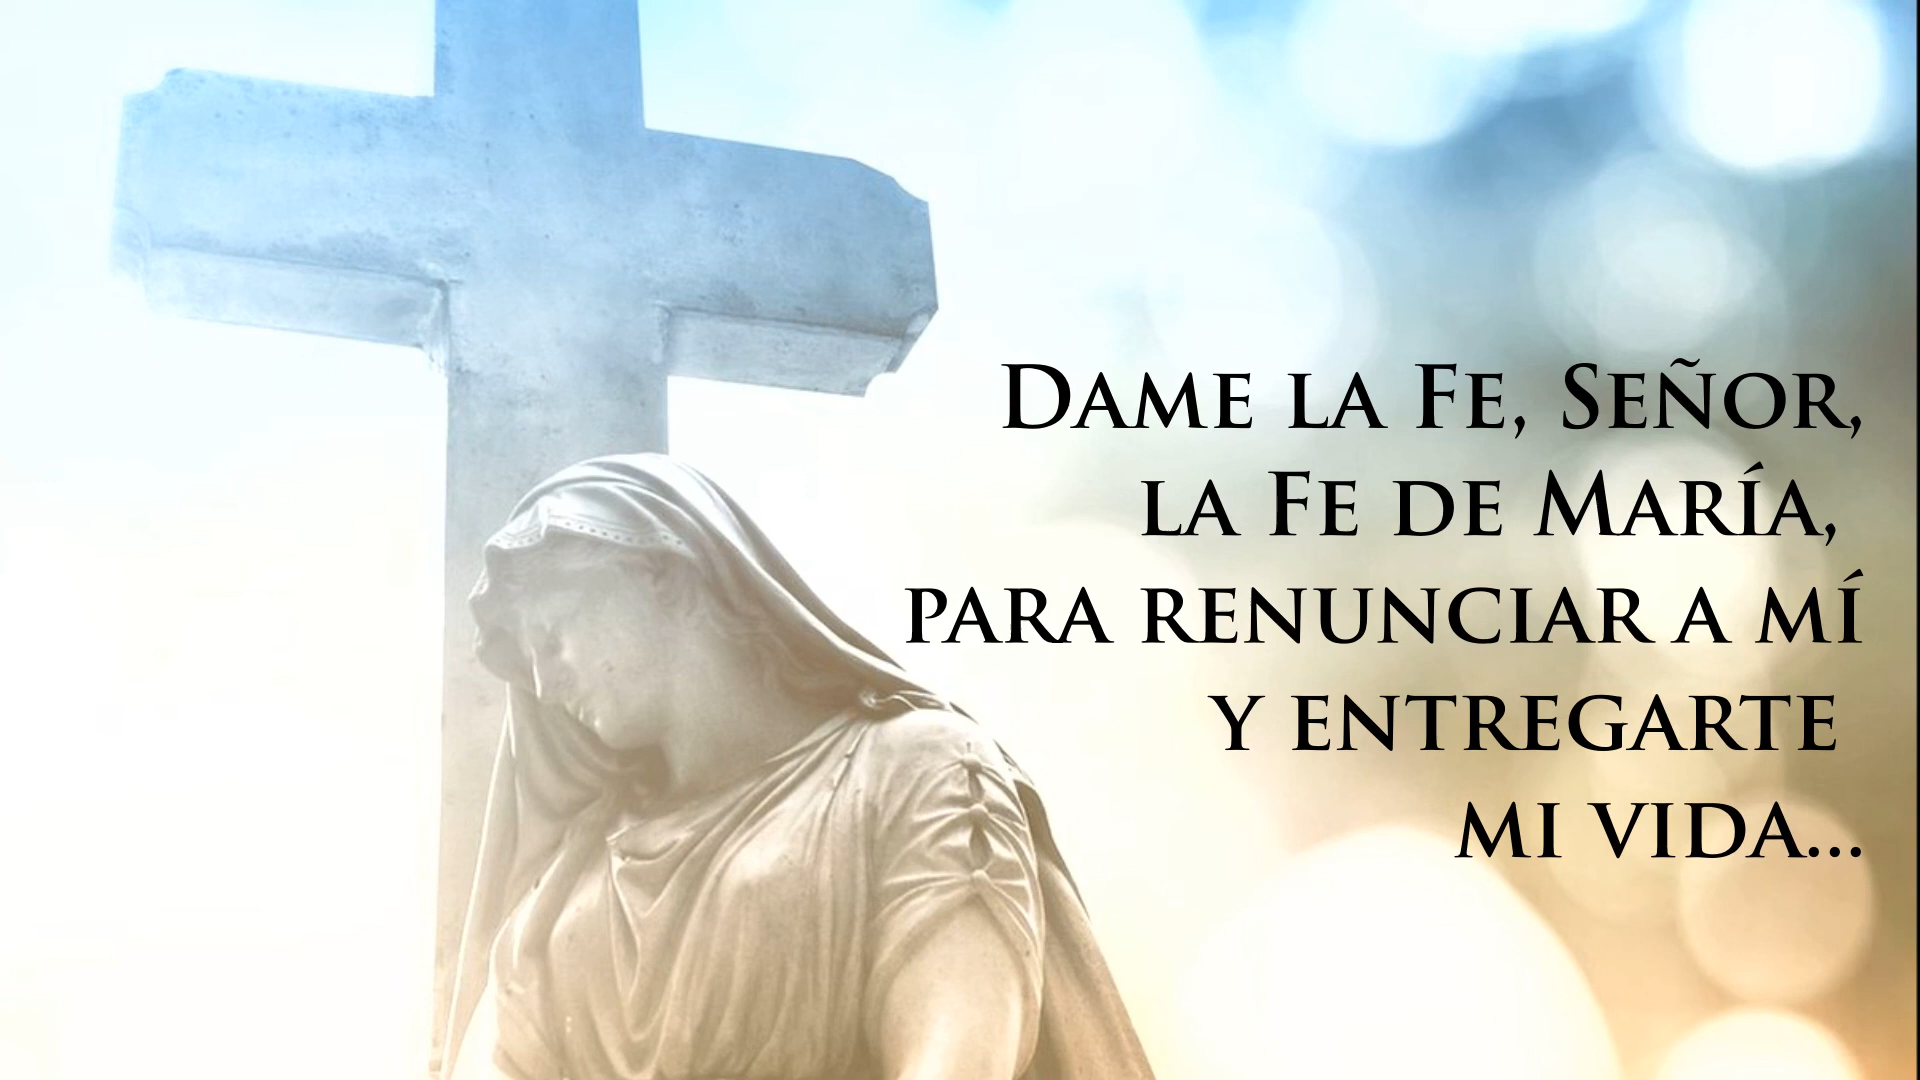 Dame la Fe, Señor,
la Fe de María,
para renunciar a mí
y entregarte
mi vida...